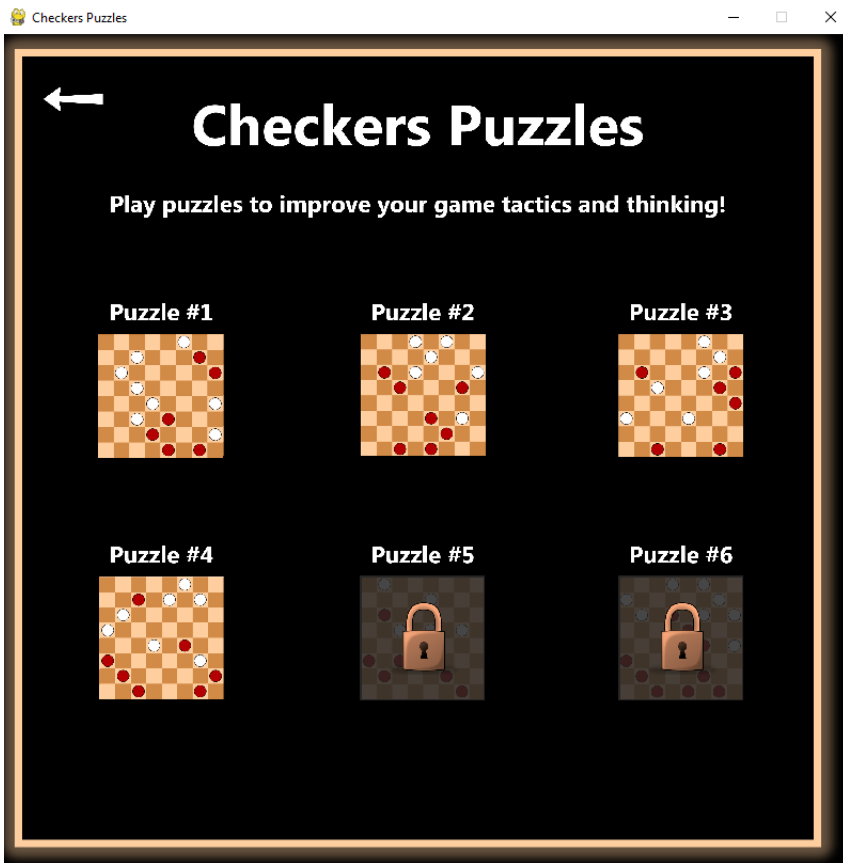 Checkers Puzzles
Checkers Puzzles
Play puzzles to improve your game tactics and thinking!
Puzzle #1
Puzzle #2
Puzzle #3
Puzzle #4
Puzzle #5
Puzzle #6